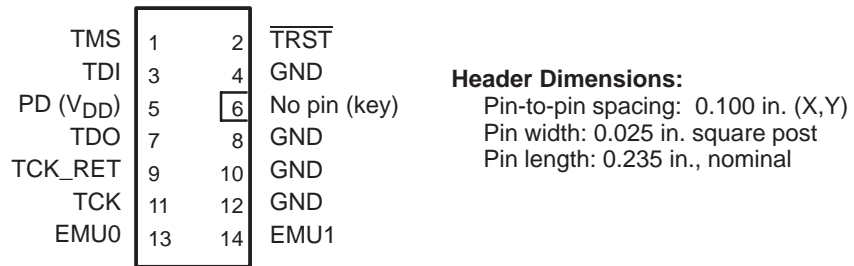 TMS 1 2 T̅R̅S̅T̅
TDI 3 4 GND
PD (VDD) 5 6 No pin (key)
TDO 7 8 GND
TCK_RET 9 10 GND
TCK 11 12 GND
EMU0 13 14 EMU1
Header Dimensions:
Pin-to-pin spacing: 0.100 in. (X,Y)
Pin width: 0.025 in. square post
Pin length: 0.235 in., nominal